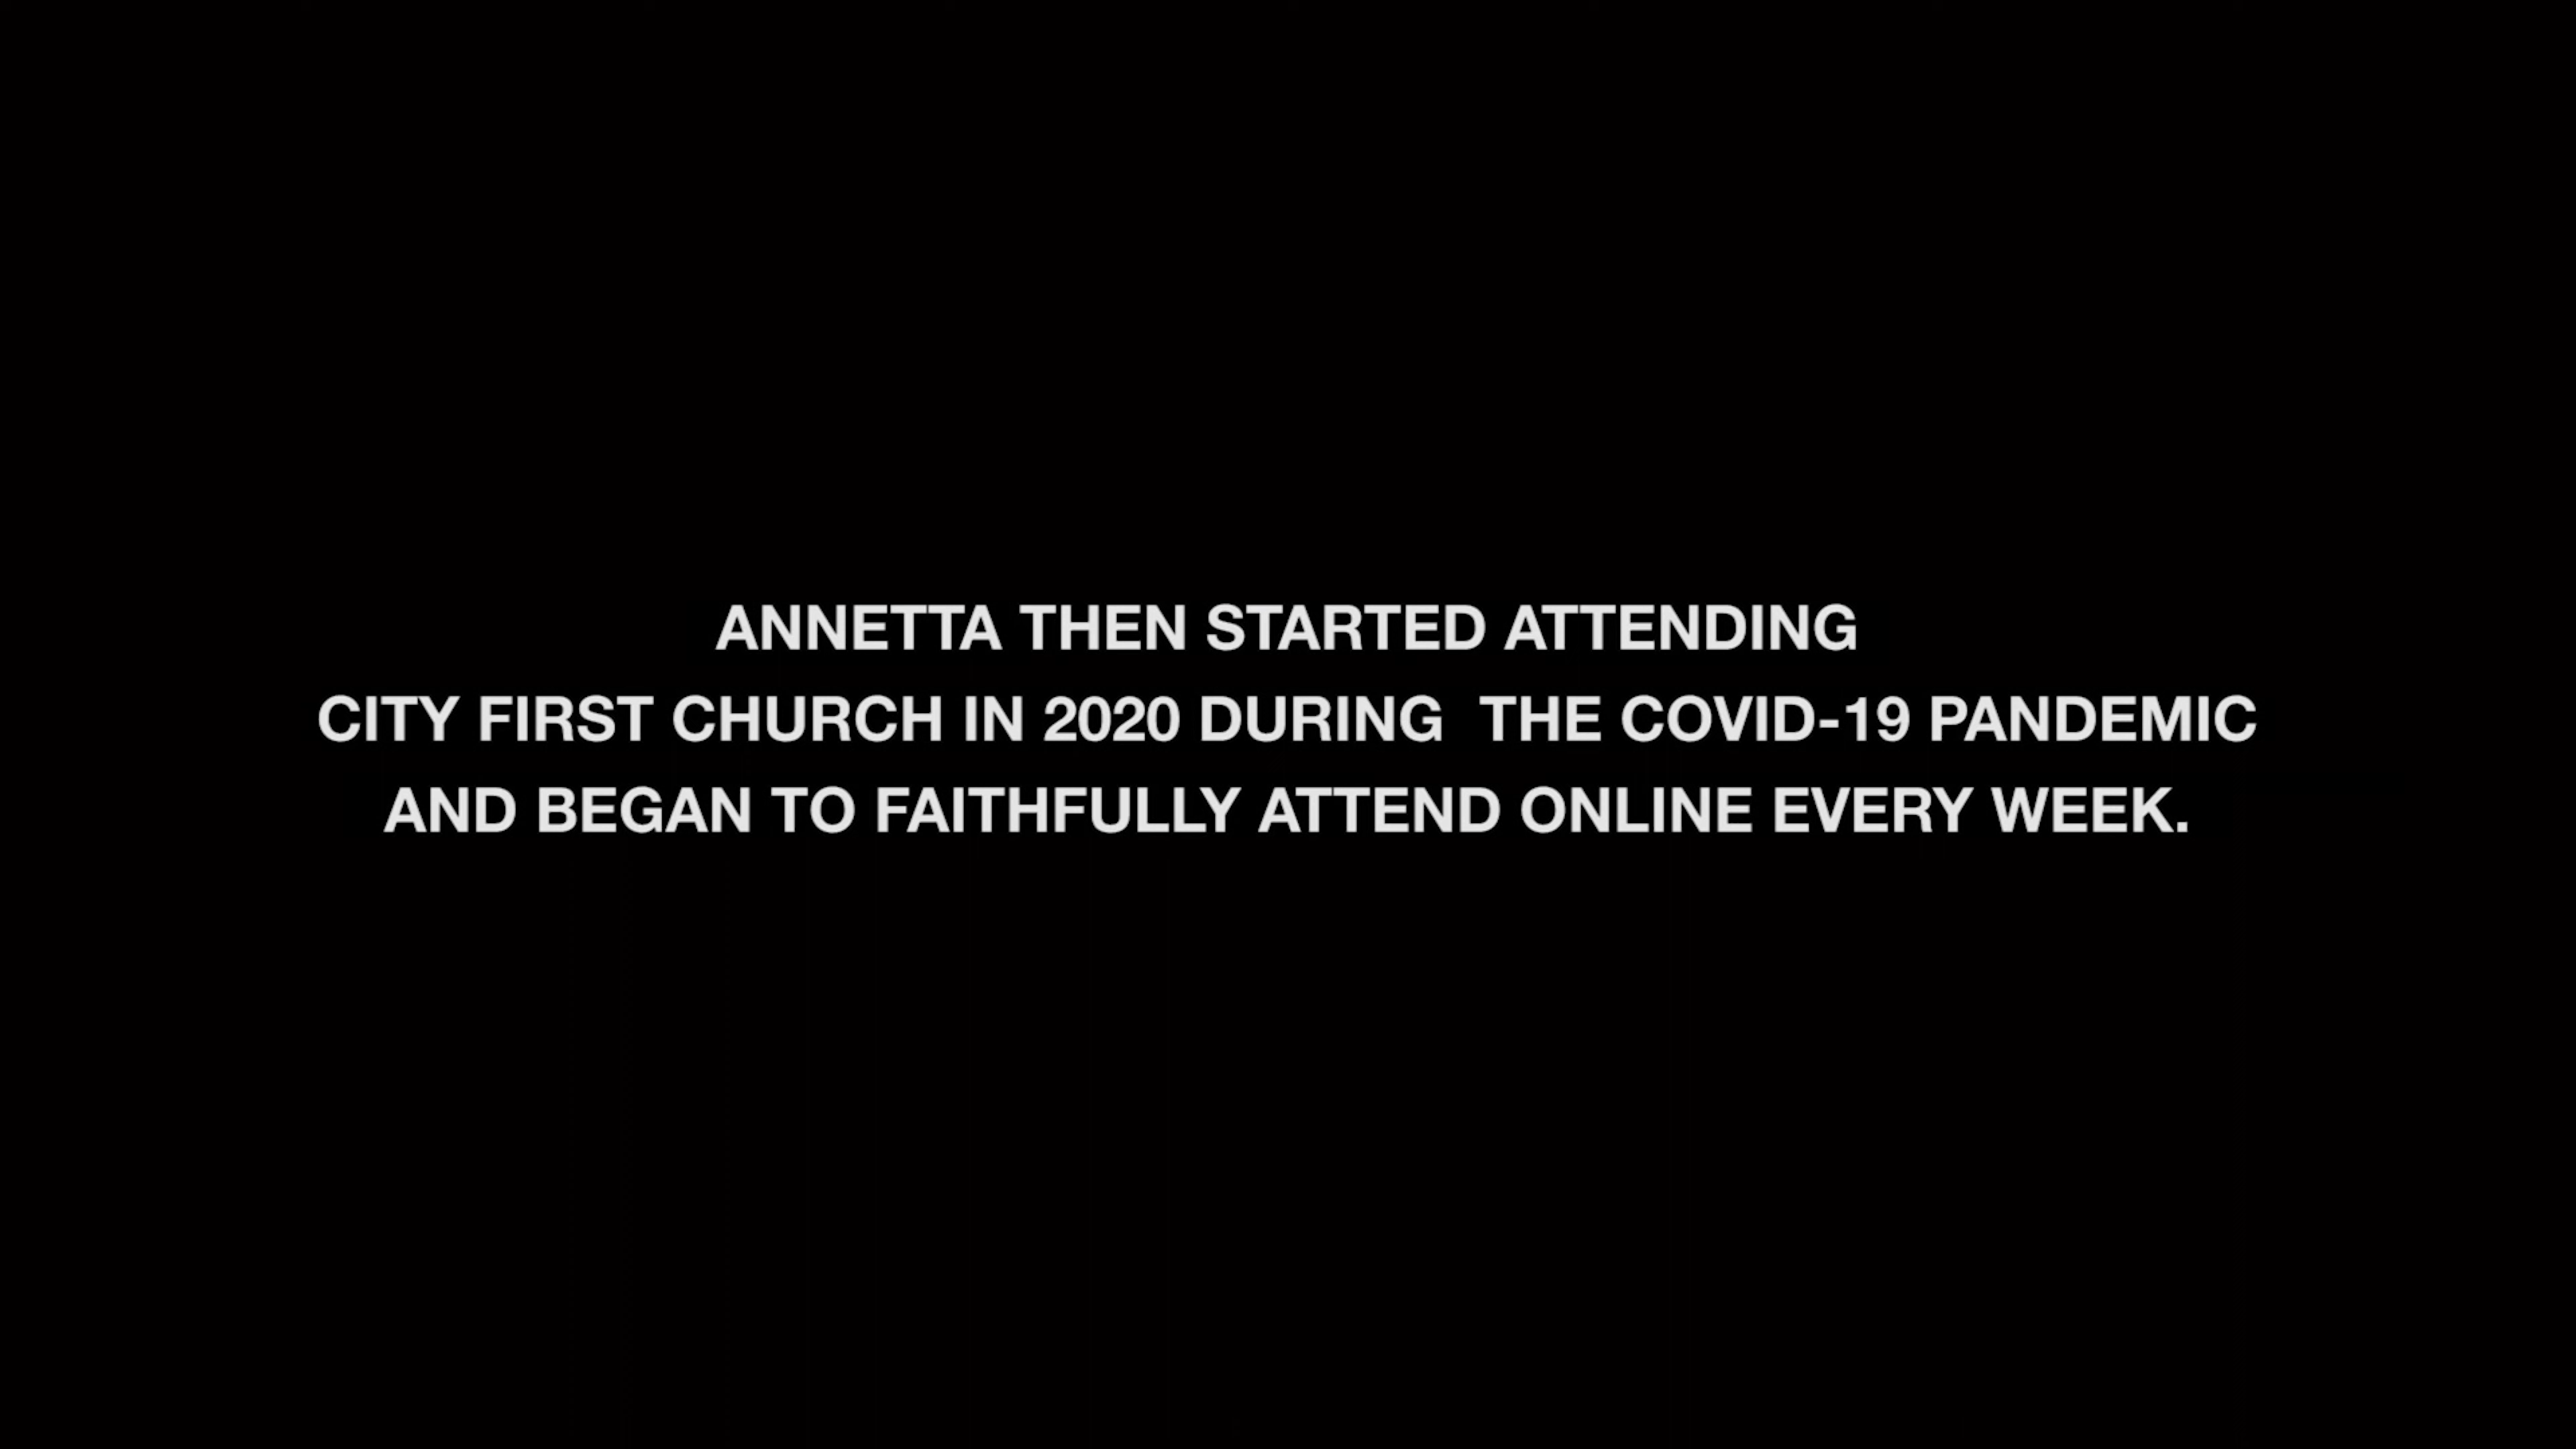 ANNETTA THEN STARTED ATTENDING
CITY FIRST CHURCH IN 2020 DURING  THE COVID-19 PANDEMIC
AND BEGAN TO FAITHFULLY ATTEND ONLINE EVERY WEEK.